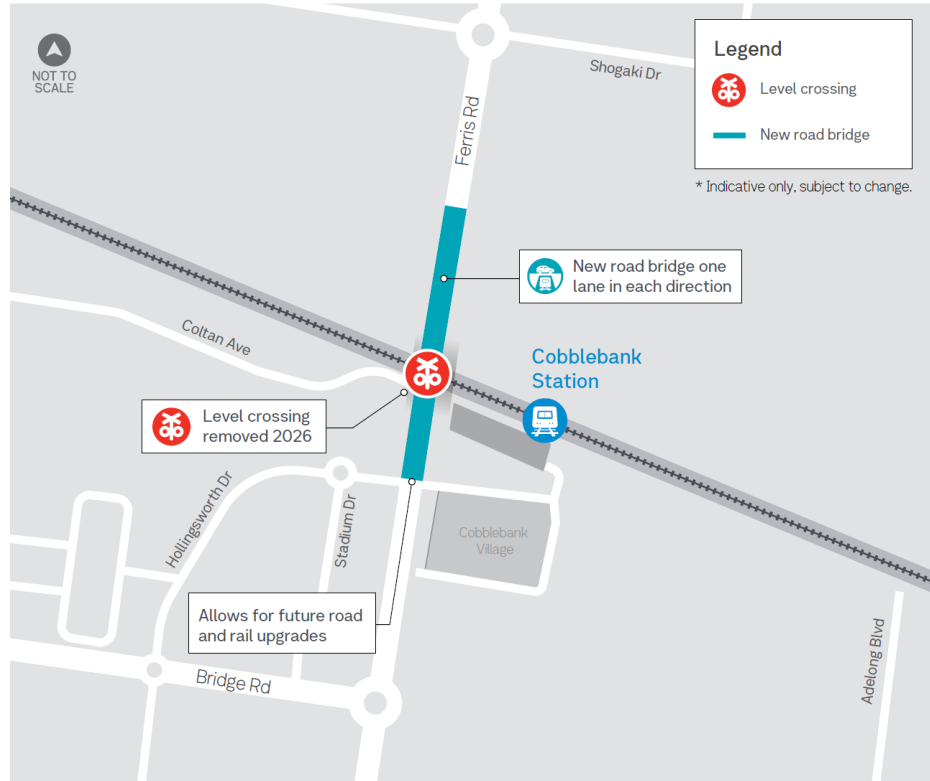 NOT TO
SCALE
Shogaki Dr
Legend
Level crossing
New road bridge
* Indicative only, subject to change.
Ferris Rd
New road bridge one
lane in each direction
Coltan Ave
Cobblebank
Station
Level crossing
removed 2026
Hollingsworth Dr
Stadium Dr
Cobblebank
Village
Allows for future road
and rail upgrades
Bridge Rd
Adelong Blvd